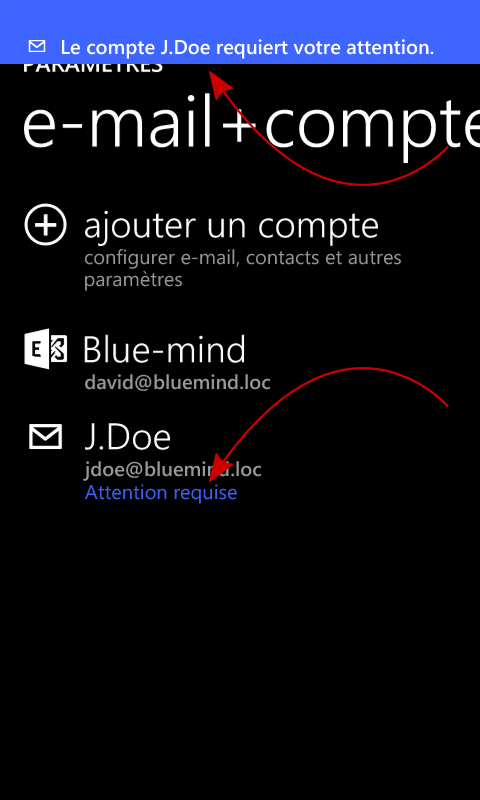 Le compte J.Doe requiert votre attention.
PARAMÈTRES
e-mail+compte
ajouter un compte
configurer e-mail, contacts et autres
paramètres
Blue-mind
david@bluemind.loc
J.Doe
jdoe@bluemind.loc
Attention requise